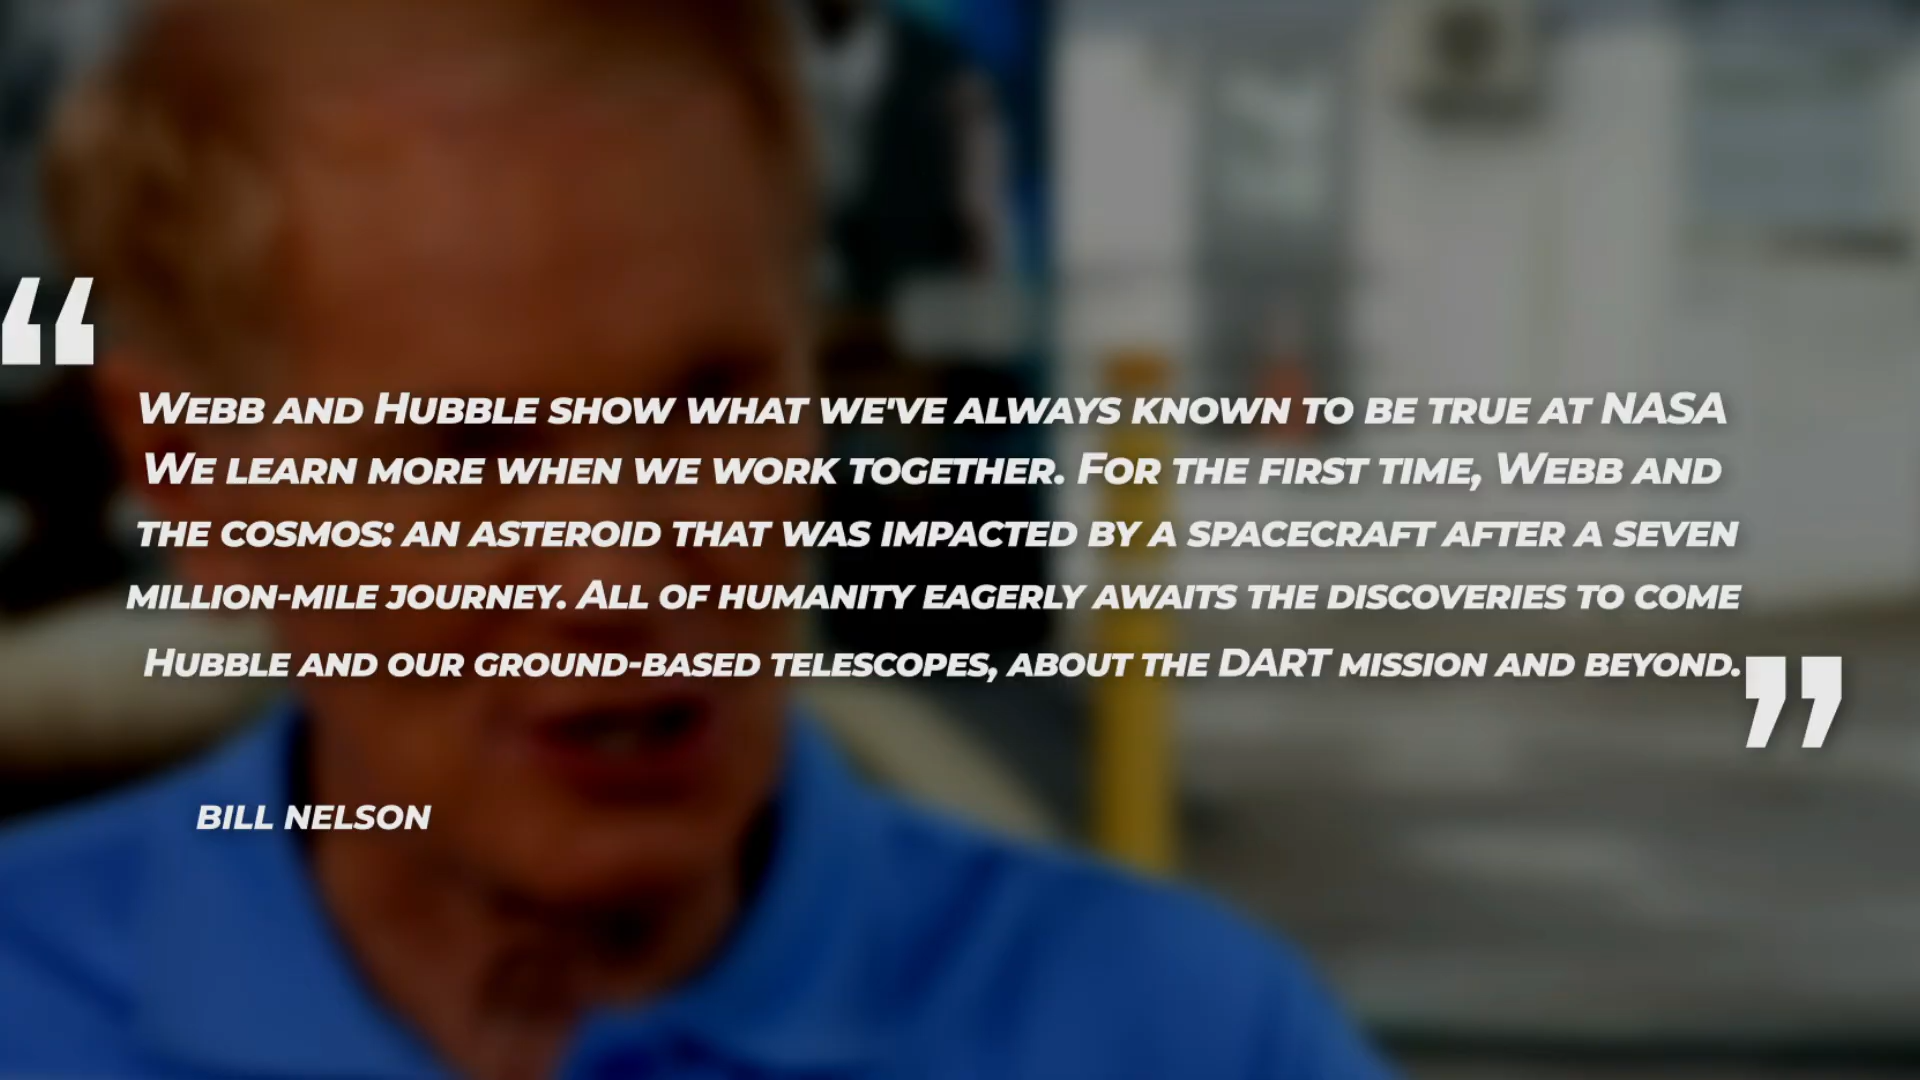 “
Webb and Hubble show what we've always known to be true at NASA
We learn more when we work together. For the first time, Webb and
the cosmos: an asteroid that was impacted by a spacecraft after a seven
million-mile journey. All of humanity eagerly awaits the discoveries to come
Hubble and our ground-based telescopes, about the DART mission and beyond.
”
BILL NELSON